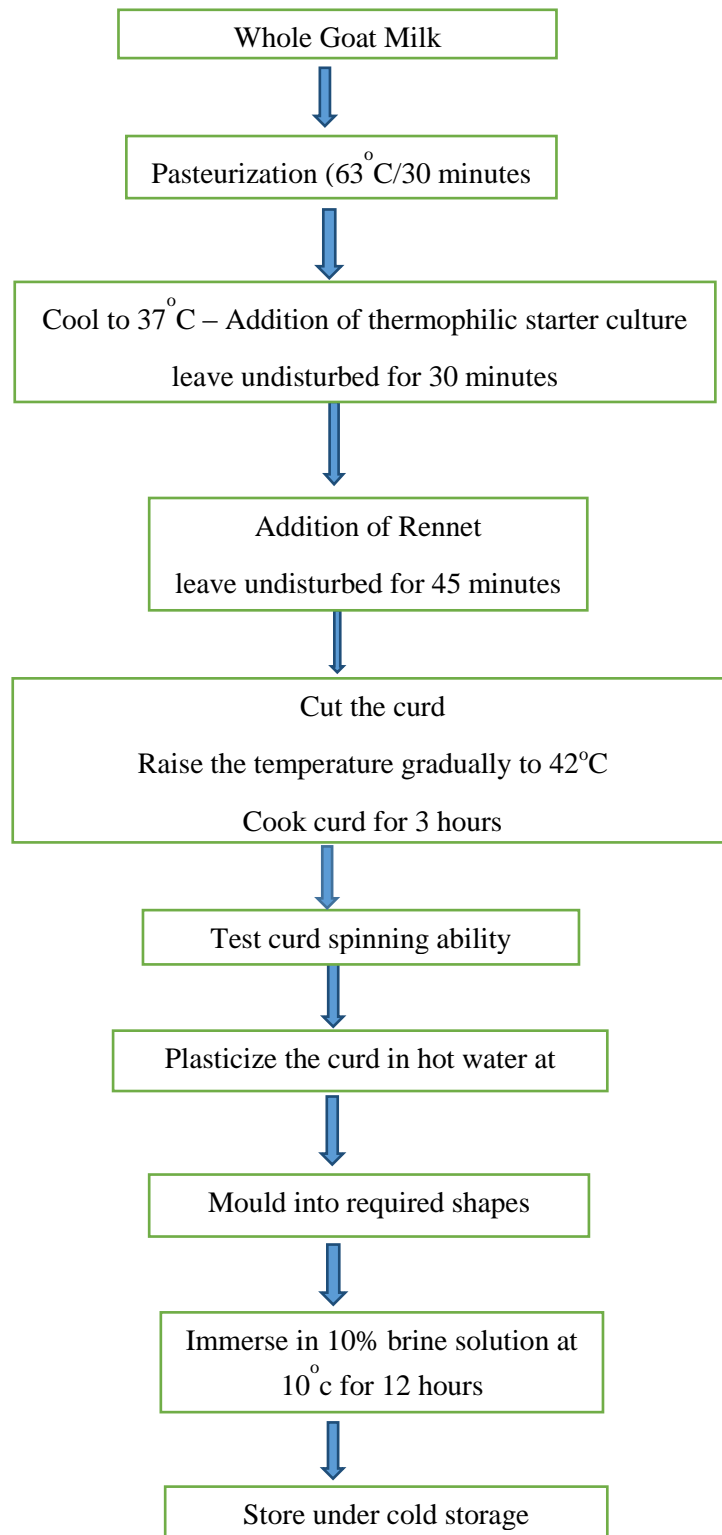 Whole Goat Milk
Pasteurization (63°C/30 minutes
Cool to 37°C – Addition of thermophilic starter culture
leave undisturbed for 30 minutes
Addition of Rennet
leave undisturbed for 45 minutes
Cut the curd
Raise the temperature gradually to 42°C
Cook curd for 3 hours
Test curd spinning ability
Plasticize the curd in hot water at
Mould into required shapes
Immerse in 10% brine solution at
10°c for 12 hours
Store under cold storage